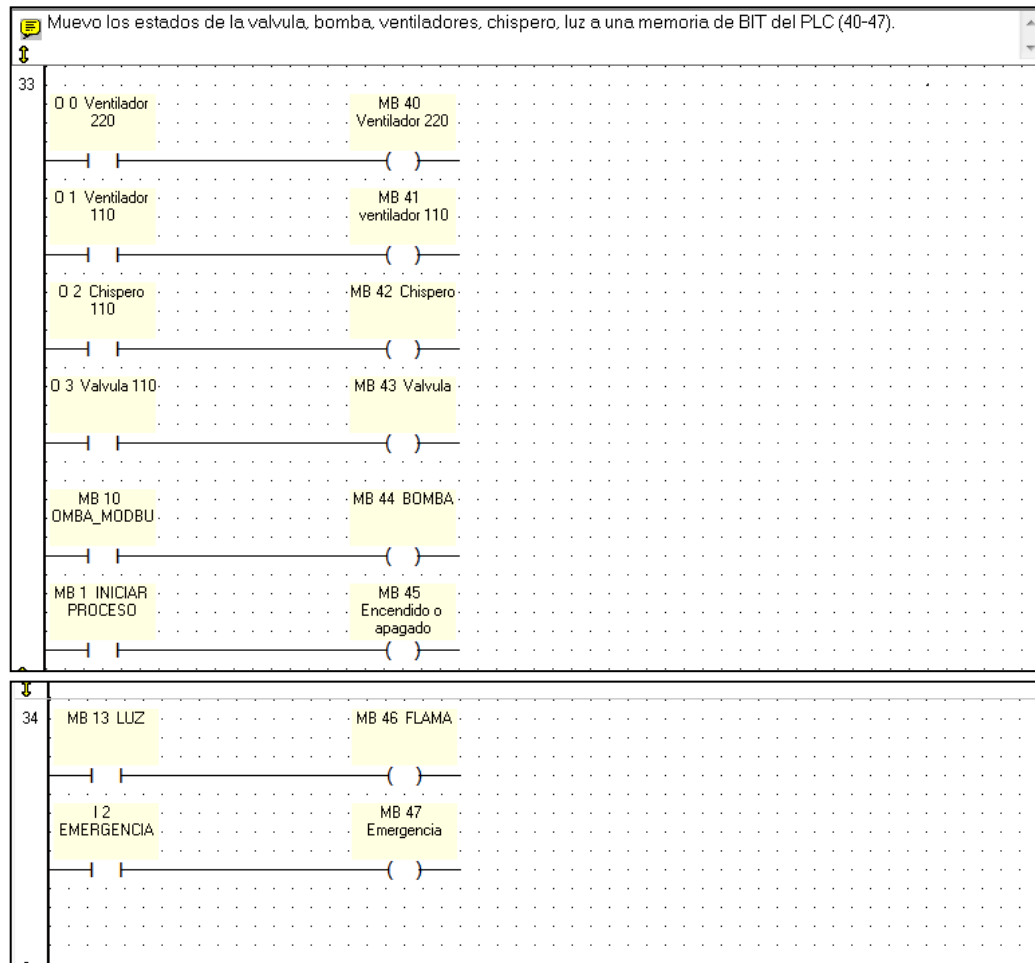 Muevo los estados de la valvula, bomba, ventiladores, chispero, luz a una memoria de BIT del PLC (40-47).
33
O 0 Ventilador
220
MB 40
Ventilador 220
O 1 Ventilador
110
MB 41
ventilador 110
O 2 Chispero
110
MB 42 Chispero
O 3 Valvula 110
MB 43 Valvula
MB 10
OMBA_MODBU
MB 44 BOMBA
MB 1 INICIAR
PROCESO
MB 45
Encendido o
apagado
34
MB 13 LUZ
MB 46 FLAMA
I 2
EMERGENCIA
MB 47
Emergencia